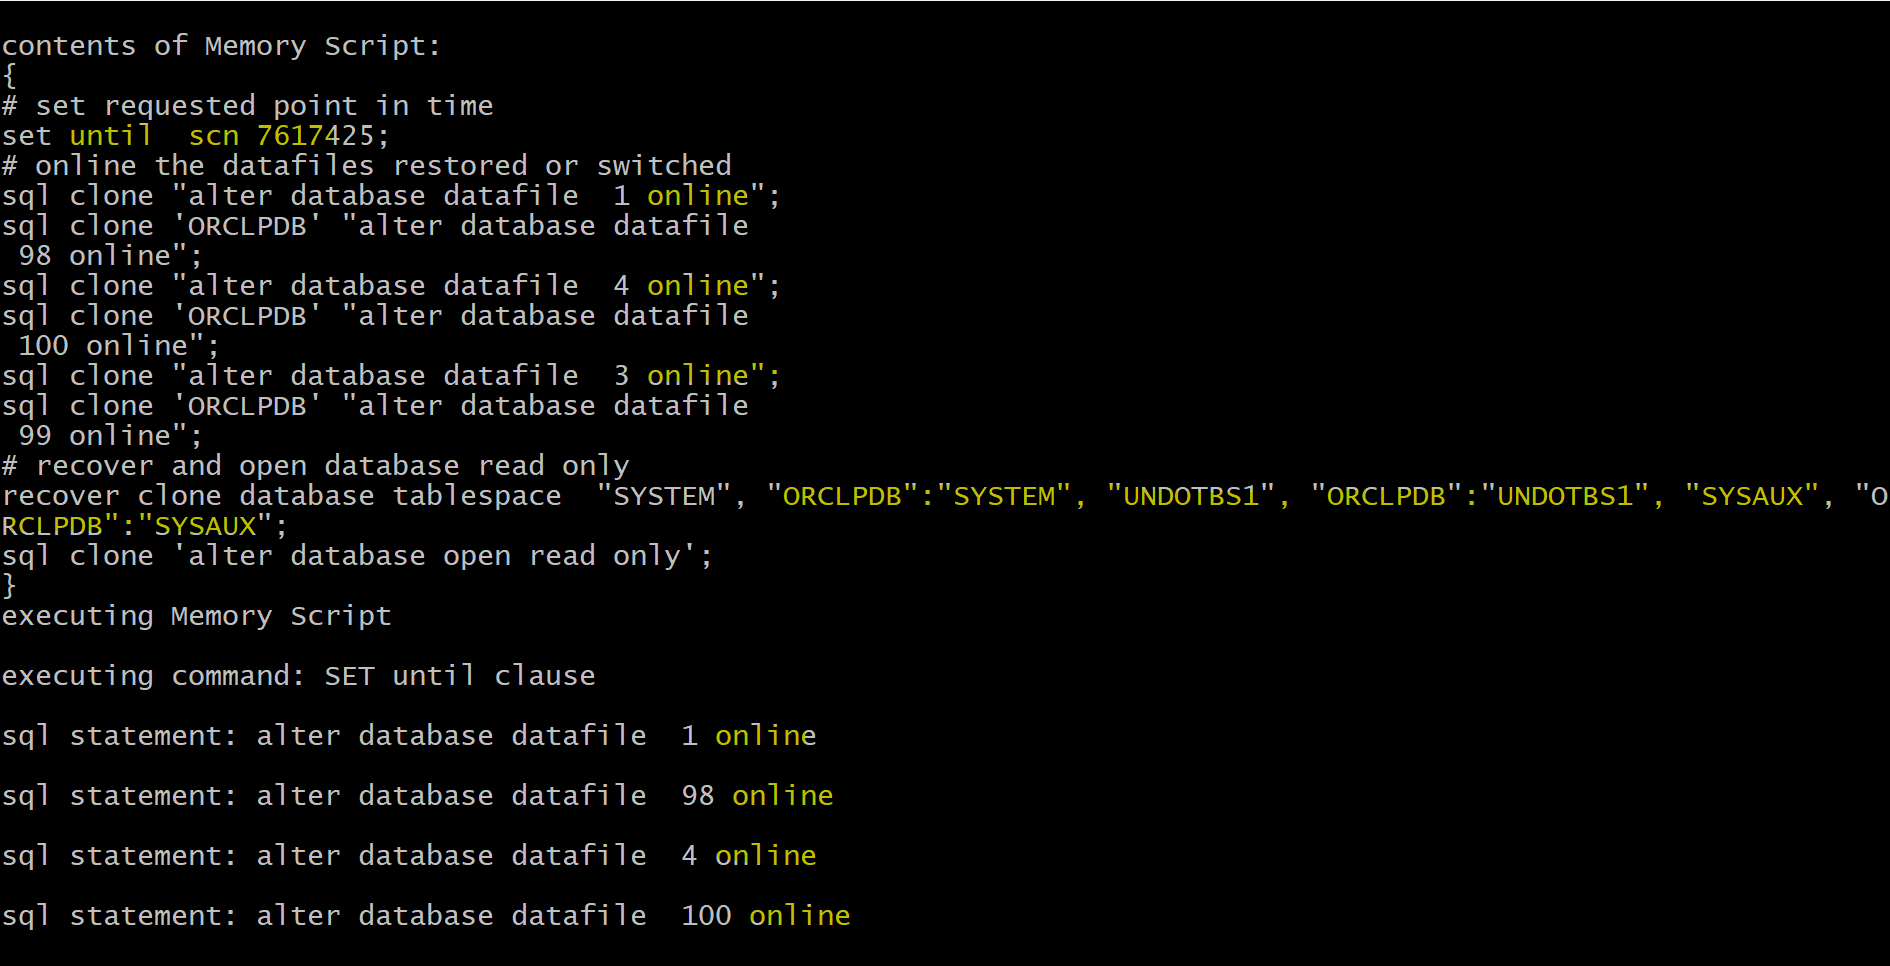 contents of Memory Script:
{
# set requested point in time
set until  scn 7617425;
# online the datafiles restored or switched
sql clone "alter database datafile  1 online";
sql clone 'ORCLPDB' "alter database datafile
 98 online";
sql clone "alter database datafile  4 online";
sql clone 'ORCLPDB' "alter database datafile
 100 online";
sql clone "alter database datafile  3 online";
sql clone 'ORCLPDB' "alter database datafile
 99 online";
# recover and open database read only
recover clone database tablespace  "SYSTEM", "ORCLPDB":"SYSTEM", "UNDOTBS1", "ORCLPDB":"UNDOTBS1", "SYSAUX", "O
RCLPDB":"SYSAUX";
sql clone 'alter database open read only';
}
executing Memory Script
executing command: SET until clause
sql statement: alter database datafile  1 online
sql statement: alter database datafile  98 online
sql statement: alter database datafile  4 online
sql statement: alter database datafile  100 online